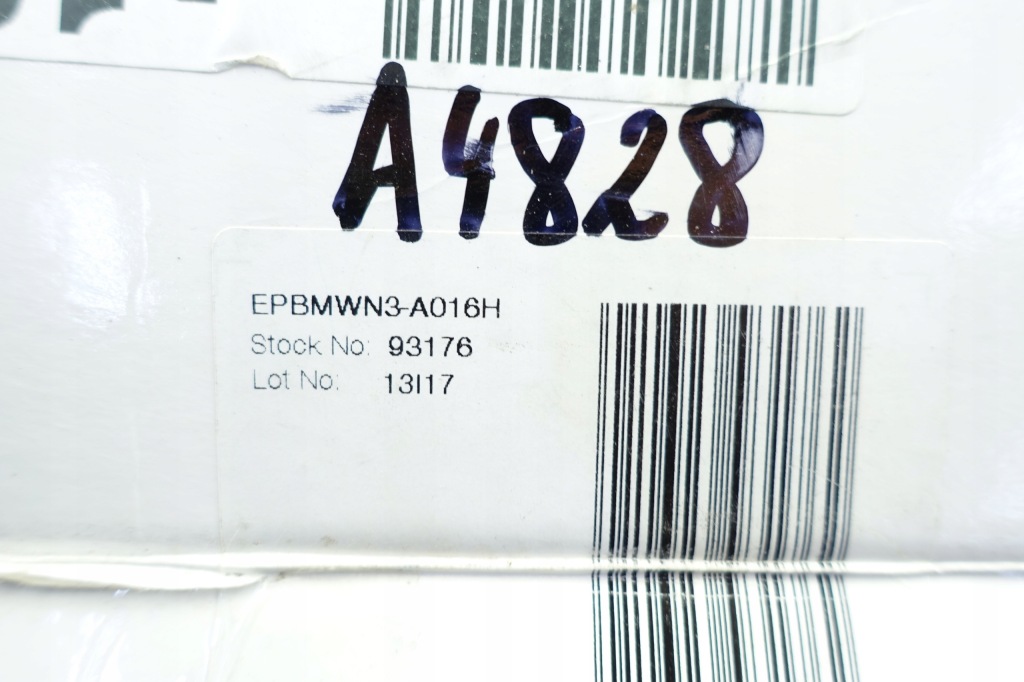 A4828
EPBMWN3-A016H
Stock No: 93176
Lot No: 13I17